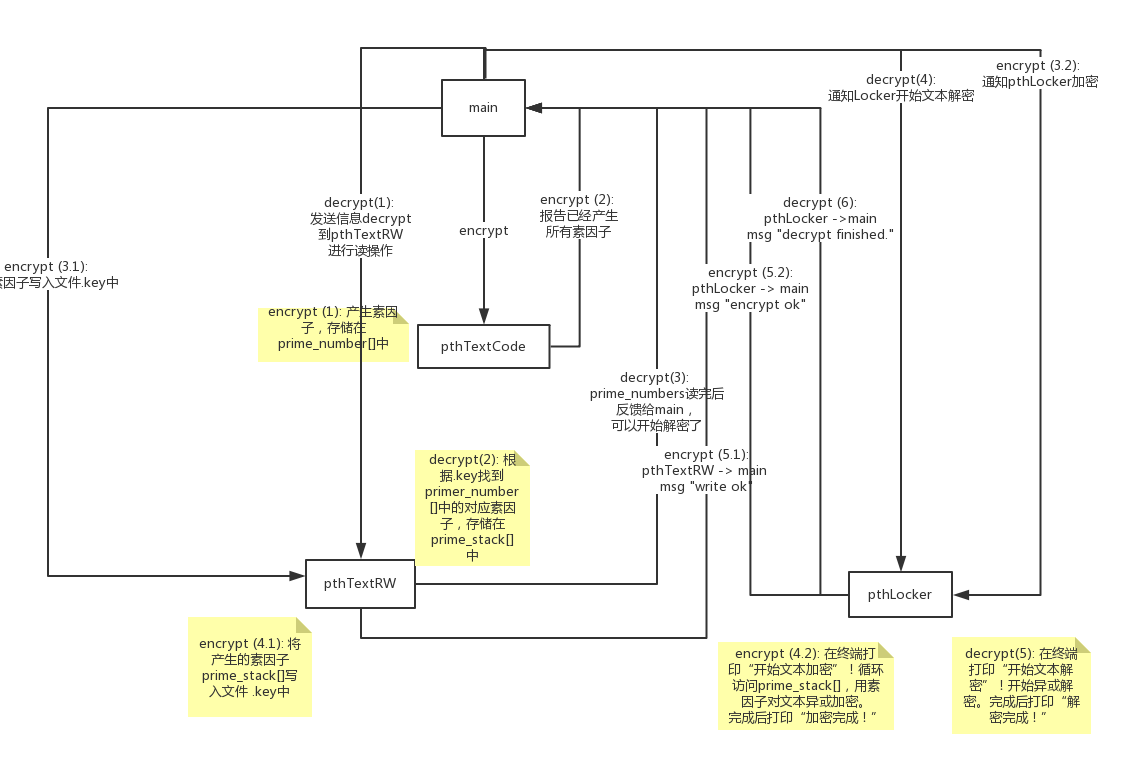 encrypt (3.2):
通知pthLocker加密
decrypt(4):
通知Locker开始文本解密
main
decrypt(1):
发送信息decrypt
到pthTextRW
进行读操作
encrypt
encrypt (2):
报告已经产生
所有素因子
decrypt (6):
pthLocker ->main
msg "decrypt finished."
encrypt (3.1):
素因子写入文件.key中
encrypt (5.2):
pthLocker -> main
msg "encrypt ok"
encrypt (1): 产生素因
子，存储在
prime_number[]中
pthTextCode
decrypt(3):
prime_numbers读完后
反馈给main，
可以开始解密了
encrypt (5.1):
pthTextRW -> main
msg "write ok"
decrypt(2): 根
据.key找到
primer_number
[]中的对应素因
子，存储在
prime_stack[]
中
pthTextRW
pthLocker
encrypt (4.1): 将
产生的素因子
prime_stack[]写
入文件 .key中
encrypt (4.2): 在终端打
印“开始文本加密”！循环
访问prime_stack[]，用素
因子对文本异或加密。
完成后打印“加密完成！”
decrypt(5): 在终端
打印“开始文本解
密”！开始异或解
密。完成后打印“解
密完成！”